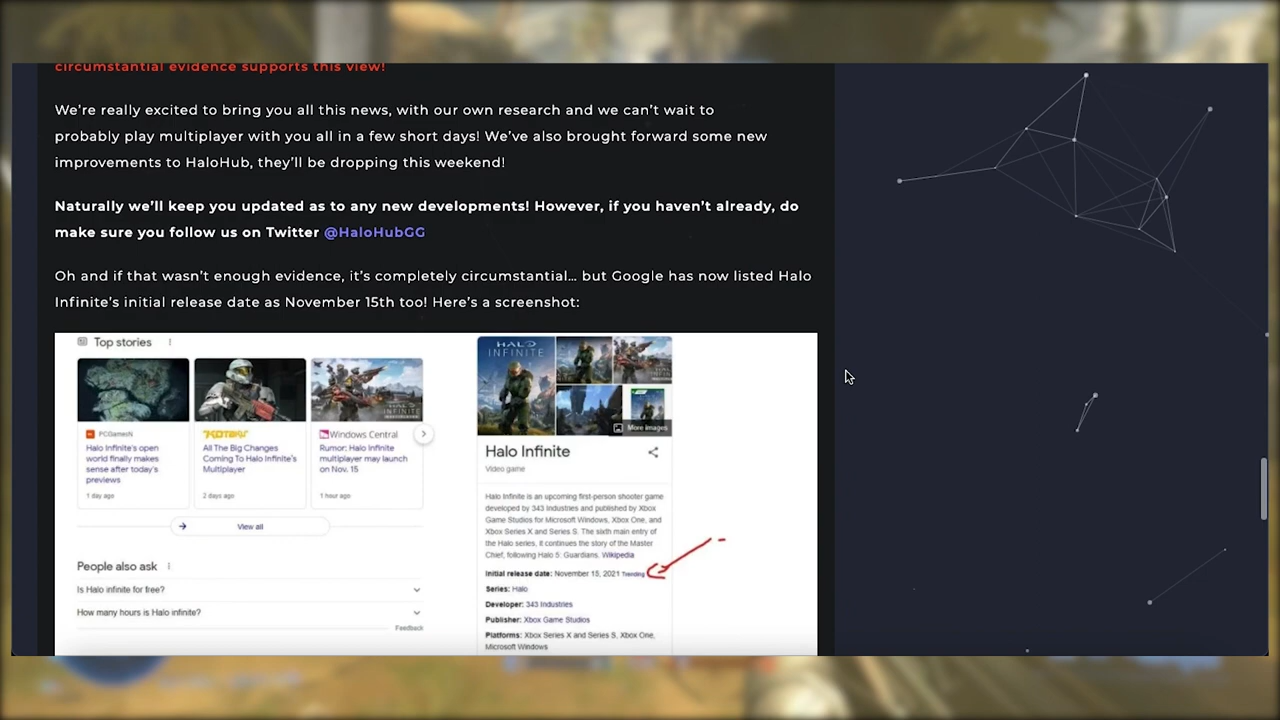 circumstantial evidence supports this view!
We're really excited to bring you all this news, with our own research and we can't wait to
probably play multiplayer with you all in a few short days! We've also brought forward some new
improvements to HaloHub, they'll be dropping this weekend!
Naturally we'll keep you updated as to any new developments! However, if you haven't already, do
make sure you follow us on Twitter @HaloHubGG
Oh and if that wasn't enough evidence, it's completely circumstantial... but Google has now listed Halo
Infinite's initial release date as November 15th too! Here's a screenshot:
Top stories
PCGamesN
Halo Infinite's open
world finally makes
sense after today's
previews
1 day ago
KOTAKU
All The Big Changes
Coming To Halo Infinite's
Multiplayer
2 days ago
Windows Central
Rumor: Halo Infinite
multiplayer may launch
on Nov. 15
1 hour ago
View all
People also ask
Is Halo infinite for free?
How many hours is Halo infinite?
Feedback
HALO
INFINITE
More images
Halo Infinite
Video game
Halo Infinite is an upcoming first-person shooter game
developed by 343 Industries and published by Xbox
Game Studios for Microsoft Windows, Xbox One, and
Xbox Series X and Series S. The sixth main entry of
the Halo series, it continues the story of the Master
Chief, following Halo 5: Guardians. Wikipedia
Initial release date: November 15, 2021 Trending
Series: Halo
Developer: 343 Industries
Publisher: Xbox Game Studios
Platforms: Xbox Series X and Series S, Xbox One,
Microsoft Windows